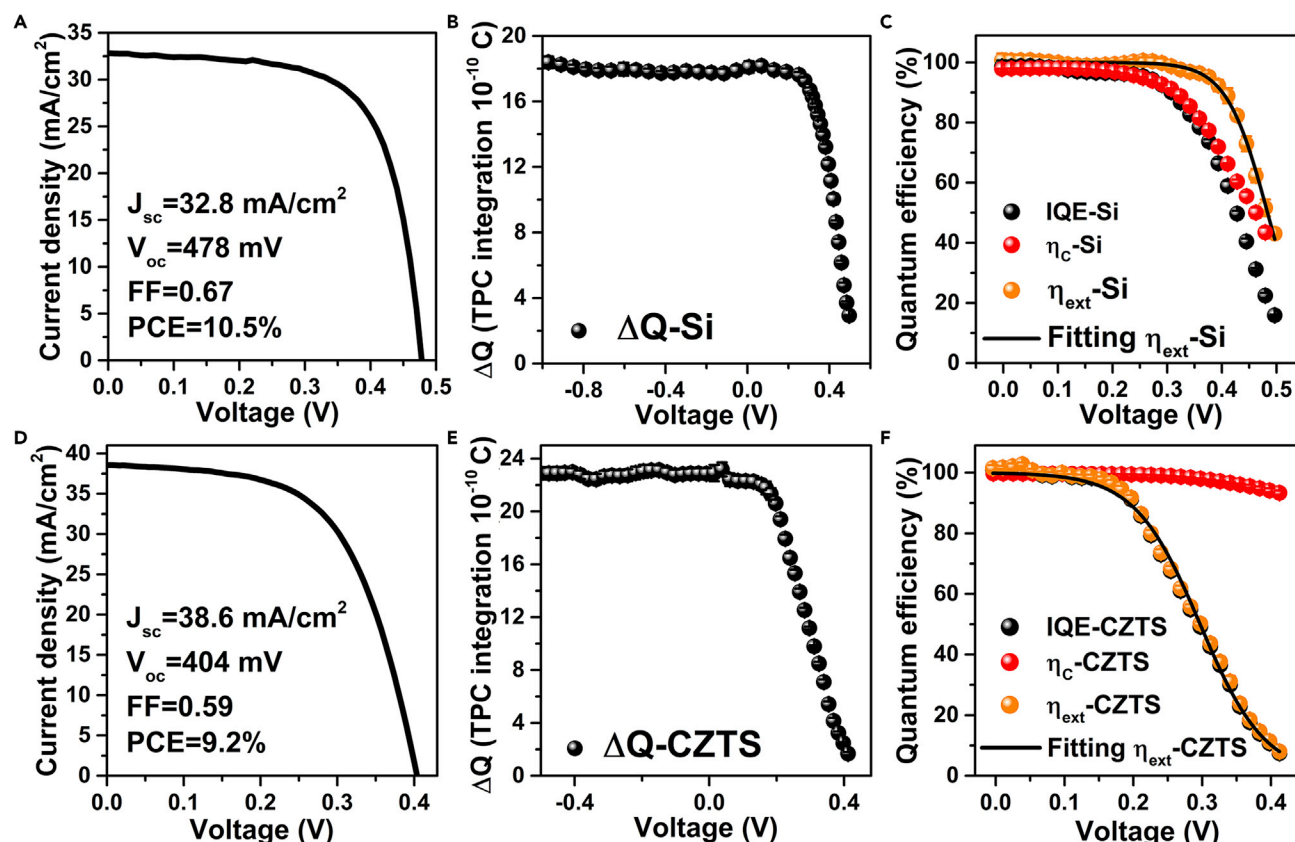 A
Current density (mA/cm²)
35
30
25
20
15
10
5
0
J_sc=32.8 mA/cm²
V_oc=478 mV
FF=0.67
PCE=10.5%
0.0 0.1 0.2 0.3 0.4 0.5
Voltage (V)
B
ΔQ (TPC integration 10⁻¹⁰ C)
20
16
12
8
4
0
ΔQ-Si
-0.8 -0.4 0.0 0.4
Voltage (V)
C
Quantum efficiency (%)
100
80
60
40
20
0
IQE-Si
η_C-Si
η_ext-Si
Fitting η_ext-Si
0.0 0.1 0.2 0.3 0.4 0.5
Voltage (V)
D
Current density (mA/cm²)
40
35
30
25
20
15
10
5
0
J_sc=38.6 mA/cm²
V_oc=404 mV
FF=0.59
PCE=9.2%
0.0 0.1 0.2 0.3 0.4
Voltage (V)
E
ΔQ (TPC integration 10⁻¹⁰ C)
24
20
16
12
8
4
0
ΔQ-CZTS
-0.4 0.0 0.4
Voltage (V)
F
Quantum efficiency (%)
100
80
60
40
20
0
IQE-CZTS
η_C-CZTS
η_ext-CZTS
Fitting η_ext-CZTS
0.0 0.1 0.2 0.3 0.4
Voltage (V)